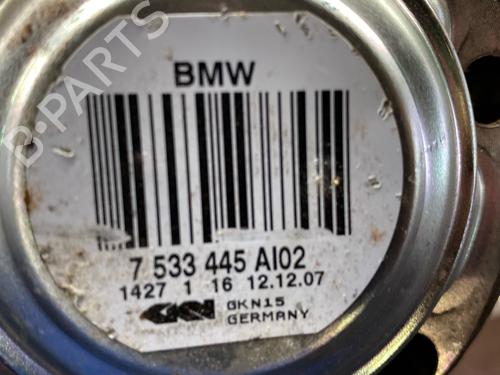 B-PARTS
BMW
7 533 445 AI02
1427 1 16 12.12.07
GKN GKN15
GERMANY